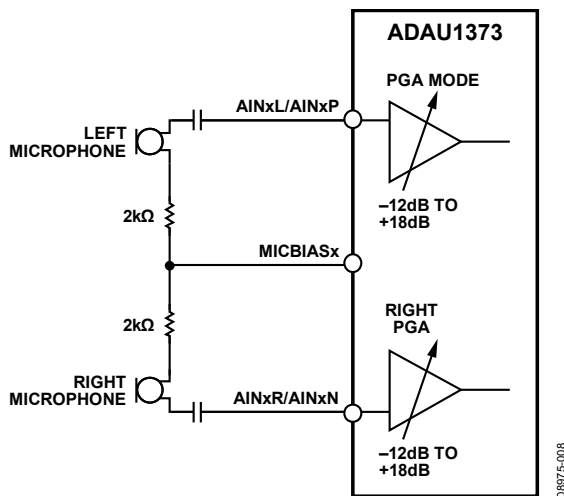 ADAU1373
PGA MODE
AINxL/AINxP
LEFT
MICROPHONE
–12dB TO
+18dB
2kΩ
MICBIASx
2kΩ
RIGHT
PGA
RIGHT
MICROPHONE
AINxR/AINxN
–12dB TO
+18dB
08975-008